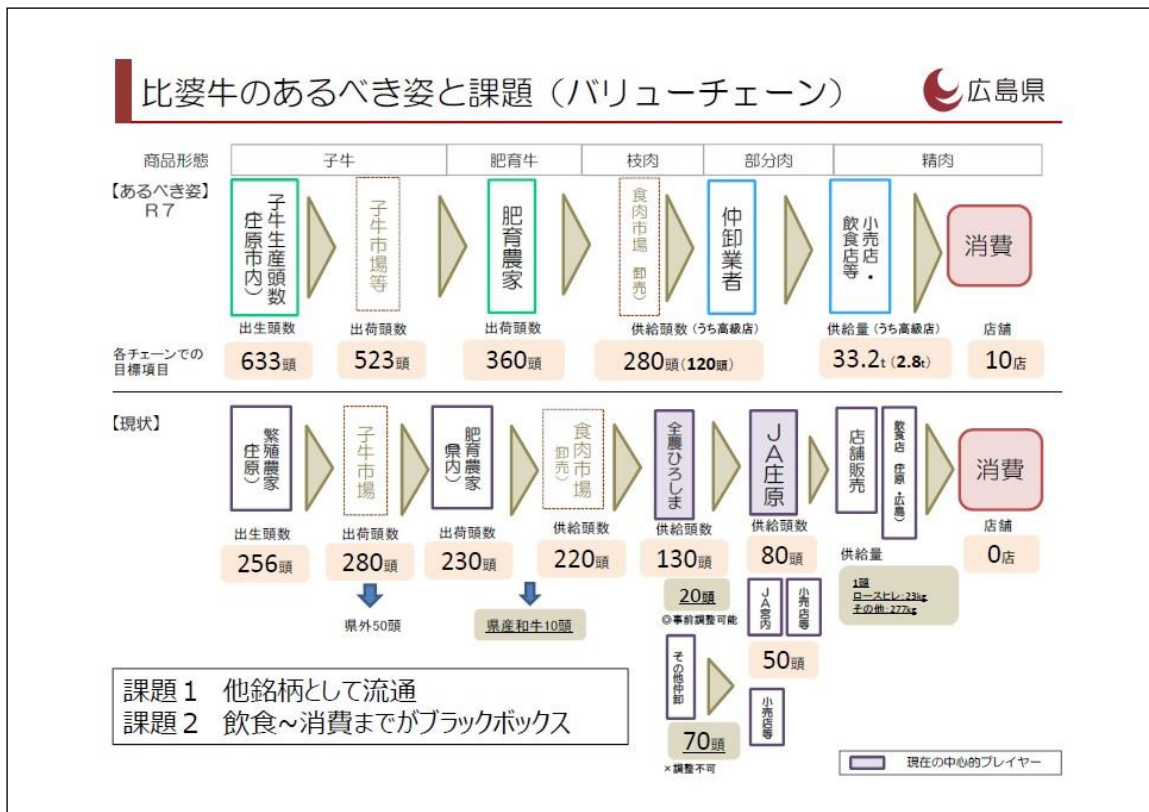 比婆牛のあるべき姿と課題（バリューチェーン）
広島県
商品形態
子牛
肥育牛
枝肉
部分肉
精肉
【あるべき姿】
R7
子牛生産頭数
庄原市内）
子牛市場等
肥育農家
食肉市場
卸売）
仲卸業者
小売店・
飲食店等
消費
出生頭数
出荷頭数
出荷頭数
供給頭数（うち高級店）
供給量（うち高級店）
店舗
各チェーンでの
目標項目
633頭
523頭
360頭
280頭（120頭）
33.2t（2.8t）
10店
【現状】
繁殖農家
庄原）
子牛市場
肥育農家
県内）
食肉市場
卸売）
全農ひろしま
JA庄原
店舗販売
飲食店 庄原・広島）
消費
出生頭数
出荷頭数
出荷頭数
供給頭数
供給頭数
供給頭数
供給量
店舗
256頭
280頭
230頭
220頭
130頭
80頭
0店
県外50頭
県産和牛10頭
20頭
◎事前調整可能
JA宮内
小売店等
50頭
1頭
ロースヒレ：23kg
その他：277kg
その他仲卸
70頭
×調整不可
小売店等
課題１　他銘柄として流通
課題２　飲食～消費までがブラックボックス
現在の中心的プレイヤー